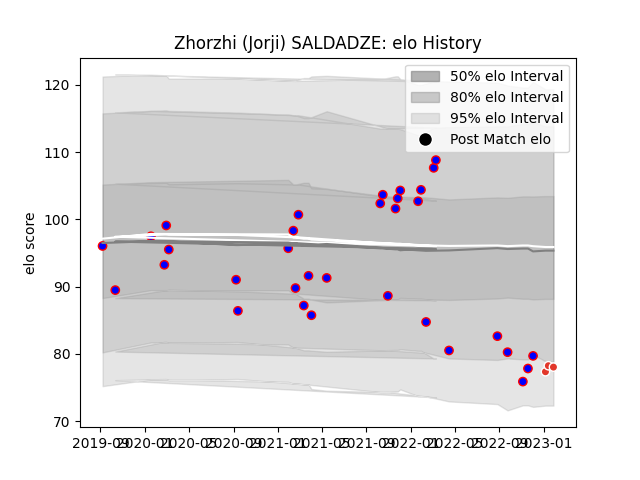 Zhorzhi (Jorji) SALDADZE: elo History
50% elo Interval
80% elo Interval
95% elo Interval
Post Match elo
elo score
120
110
100
90
80
70
2019-09 2020-01 2020-05 2020-09 2021-01 2021-05 2021-09 2022-01 2022-05 2022-09 2023-01